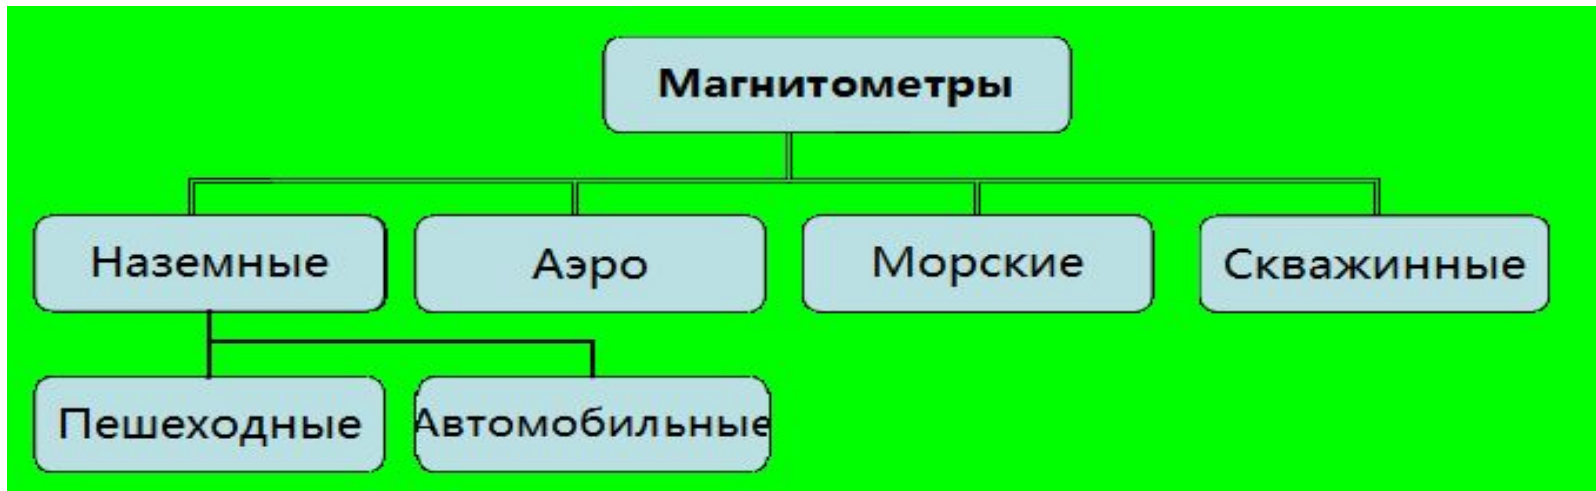 Магнитометры
Наземные
Аэро
Морские
Скважинные
Пешеходные
Автомобильные